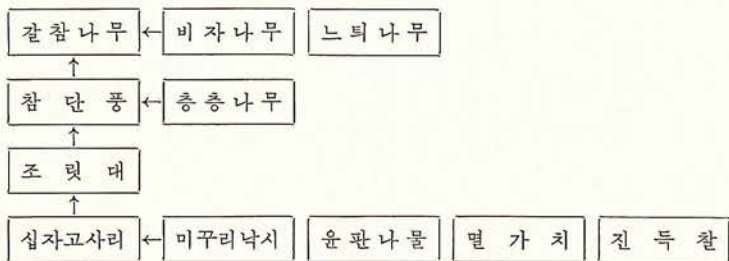 갈참나무 ← 비자나무 느틔나무
↑
참단풍 ← 층층나무
↑
조릿대
↑
십자고사리 ← 미꾸리낙시 윤판나물 멸가치 진득찰